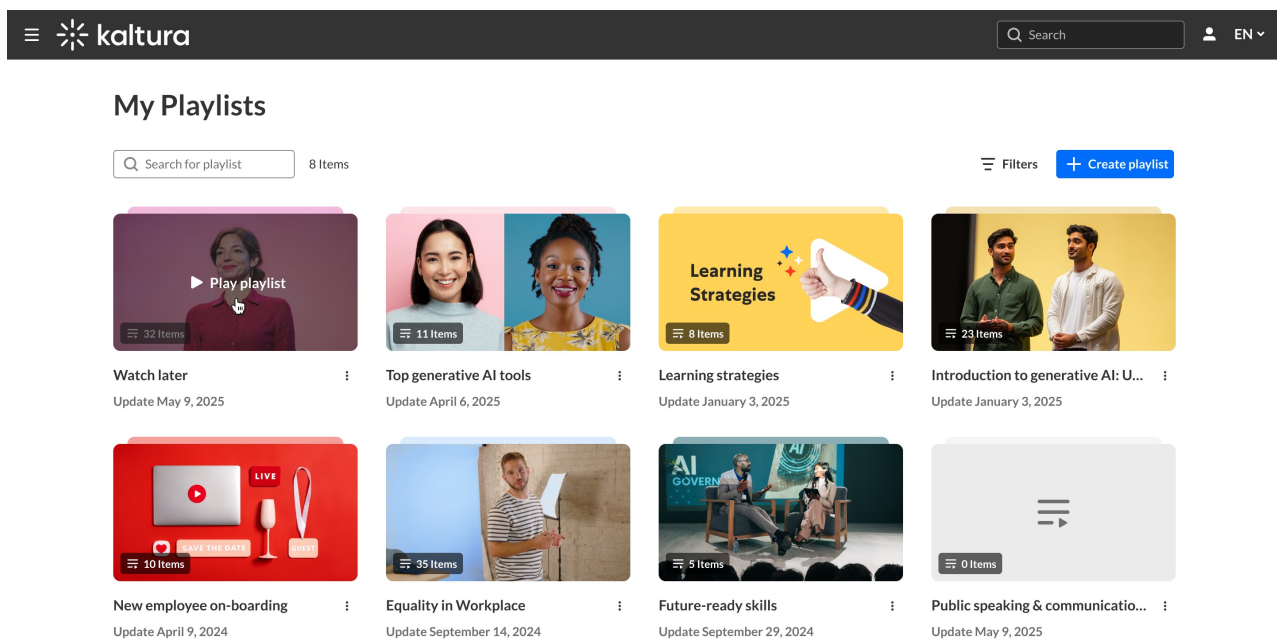 kaltura
Search
EN
My Playlists
Search for playlist
8 Items
Filters
Create playlist
Play playlist
32 Items
11 Items
Learning
Strategies
8 Items
23 Items
Watch later
Top generative AI tools
Learning strategies
Introduction to generative AI: U...
Update May 9, 2025
Update April 6, 2025
Update January 3, 2025
Update January 3, 2025
LIVE
SAVE THE DATE
GUEST
10 Items
35 Items
AI
GOVERN
AI
5 Items
0 Items
New employee on-boarding
Equality in Workplace
Future-ready skills
Public speaking & communicatio...
Update April 9, 2024
Update September 14, 2024
Update September 29, 2024
Update May 9, 2025